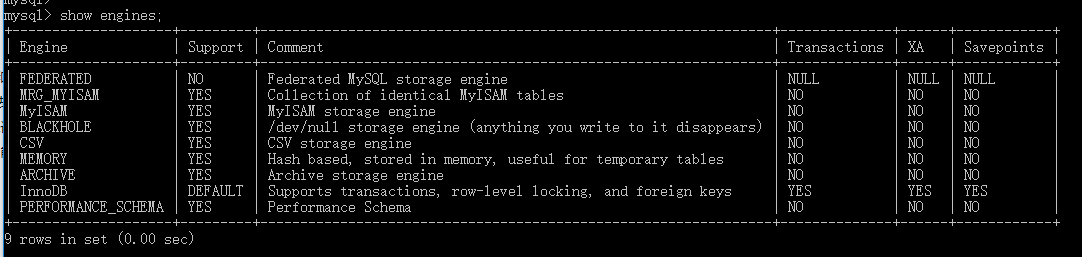 mysql>
mysql> show engines;
+--------------------+---------+----------------------------------------------------------------+--------------+------+------------+
| Engine             | Support | Comment                                                        | Transactions | XA   | Savepoints |
+--------------------+---------+----------------------------------------------------------------+--------------+------+------------+
| FEDERATED          | NO      | Federated MySQL storage engine                                 | NULL         | NULL | NULL       |
| MRG_MYISAM         | YES     | Collection of identical MyISAM tables                          | NO           | NO   | NO         |
| MyISAM             | YES     | MyISAM storage engine                                          | NO           | NO   | NO         |
| BLACKHOLE          | YES     | /dev/null storage engine (anything you write to it disappears) | NO           | NO   | NO         |
| CSV                | YES     | CSV storage engine                                             | NO           | NO   | NO         |
| MEMORY             | YES     | Hash based, stored in memory, useful for temporary tables      | NO           | NO   | NO         |
| ARCHIVE            | YES     | Archive storage engine                                         | NO           | NO   | NO         |
| InnoDB             | DEFAULT | Supports transactions, row-level locking, and foreign keys     | YES          | YES  | YES        |
| PERFORMANCE_SCHEMA | YES     | Performance Schema                                             | NO           | NO   | NO         |
+--------------------+---------+----------------------------------------------------------------+--------------+------+------------+
9 rows in set (0.00 sec)